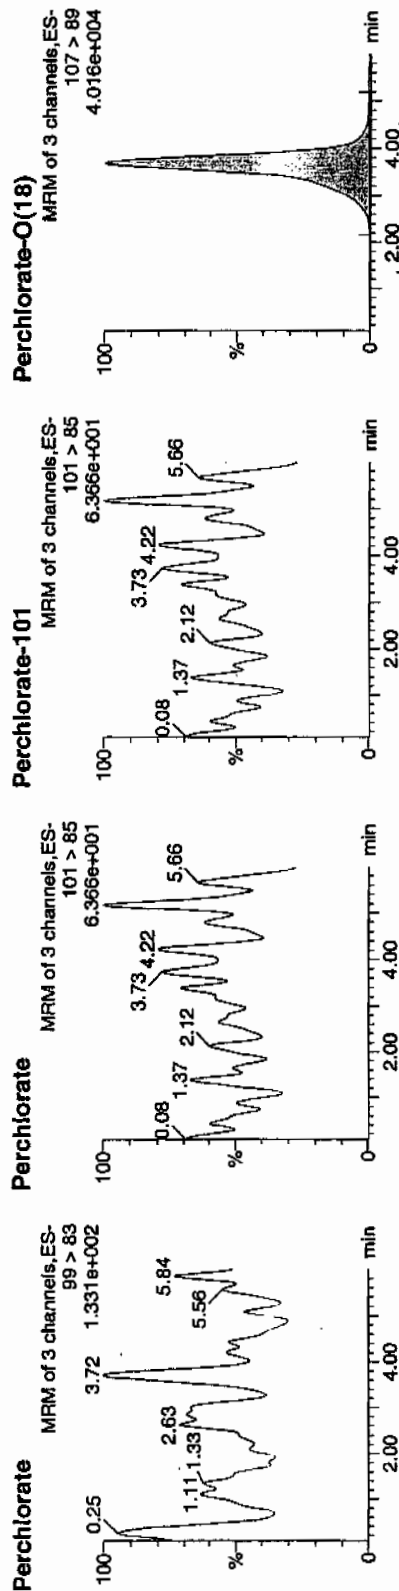 Perchlorate
MRM of 3 channels,ES-
99 > 83
1.331e+002
100
%
0
0.25
1.11
1.33
2.63
3.72
5.56
5.84
2.00
4.00
min
Perchlorate
MRM of 3 channels,ES-
101 > 85
6.366e+001
100
%
0
0.08
1.37
2.12
3.73
4.22
5.66
2.00
4.00
min
Perchlorate-101
MRM of 3 channels,ES-
101 > 85
6.366e+001
100
%
0
0.08
1.37
2.12
3.73
4.22
5.66
2.00
4.00
min
Perchlorate-O(18)
MRM of 3 channels,ES-
107 > 89
4.016e+004
100
%
0
2.00
4.00
min